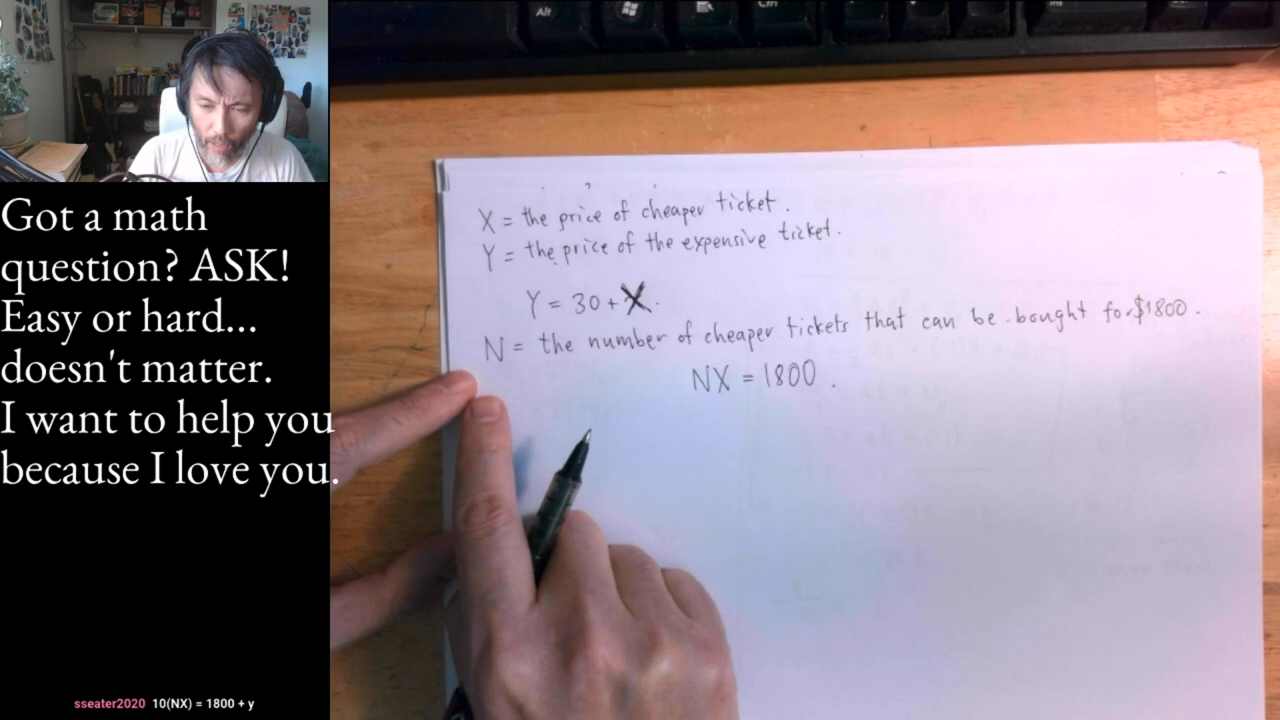 Got a math
question? ASK!
Easy or hard...
doesn't matter.
I want to help you
because I love you.
sseater2020 10(NX) = 1800 + y
Alt
Ctrl
X = the price of cheaper ticket.
Y = the price of the expensive ticket.
Y = 30 + X.
N = the number of cheaper tickets that can be bought for $1800.
NX = 1800.